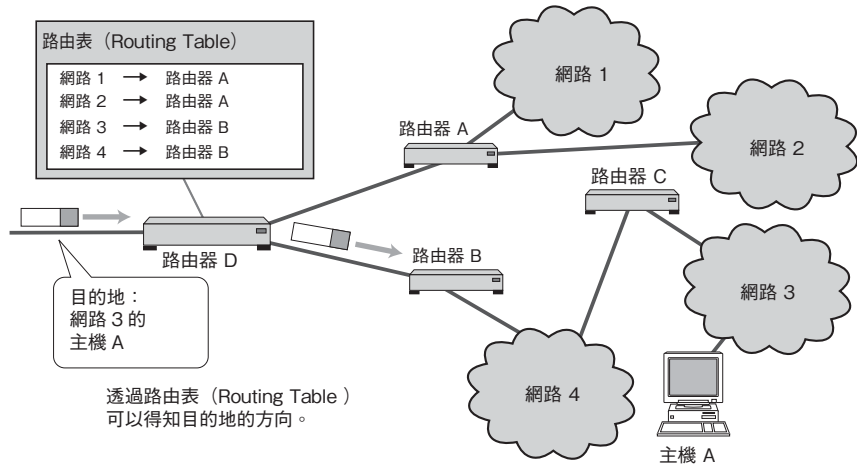 路由表（Routing Table）
網路 1 → 路由器 A
網路 2 → 路由器 A
網路 3 → 路由器 B
網路 4 → 路由器 B
網路 1
路由器 A
網路 2
路由器 C
路由器 D
路由器 B
網路 3
目的地：
網路 3 的
主機 A
網路 4
透過路由表（Routing Table ）
可以得知目的地的方向。
主機 A